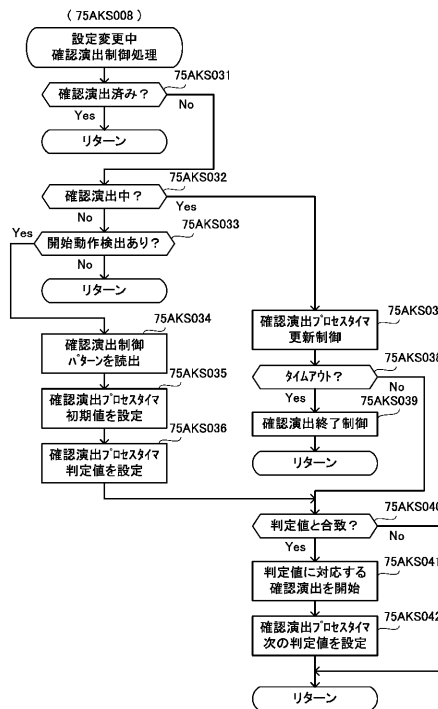 ( 75AKS008 )
設定変更中
確認演出制御処理
75AKS031
確認演出済み?
Yes
No
リターン
75AKS032
確認演出中?
No
Yes
75AKS033
Yes
開始動作検出あり?
No
リターン
75AKS034
確認演出制御
パターンを読出
75AKS035
確認演出プロセスタイマ
初期値を設定
75AKS036
確認演出プロセスタイマ
判定値を設定
75AKS03
確認演出プロセスタイマ
更新制御
75AKS038
タイムアウト?
No
Yes
75AKS039
確認演出終了制御
リターン
75AKS040
判定値と合致?
No
Yes
75AKS041
判定値に対応する
確認演出を開始
75AKS042
確認演出プロセスタイマ
次の判定値を設定
リターン